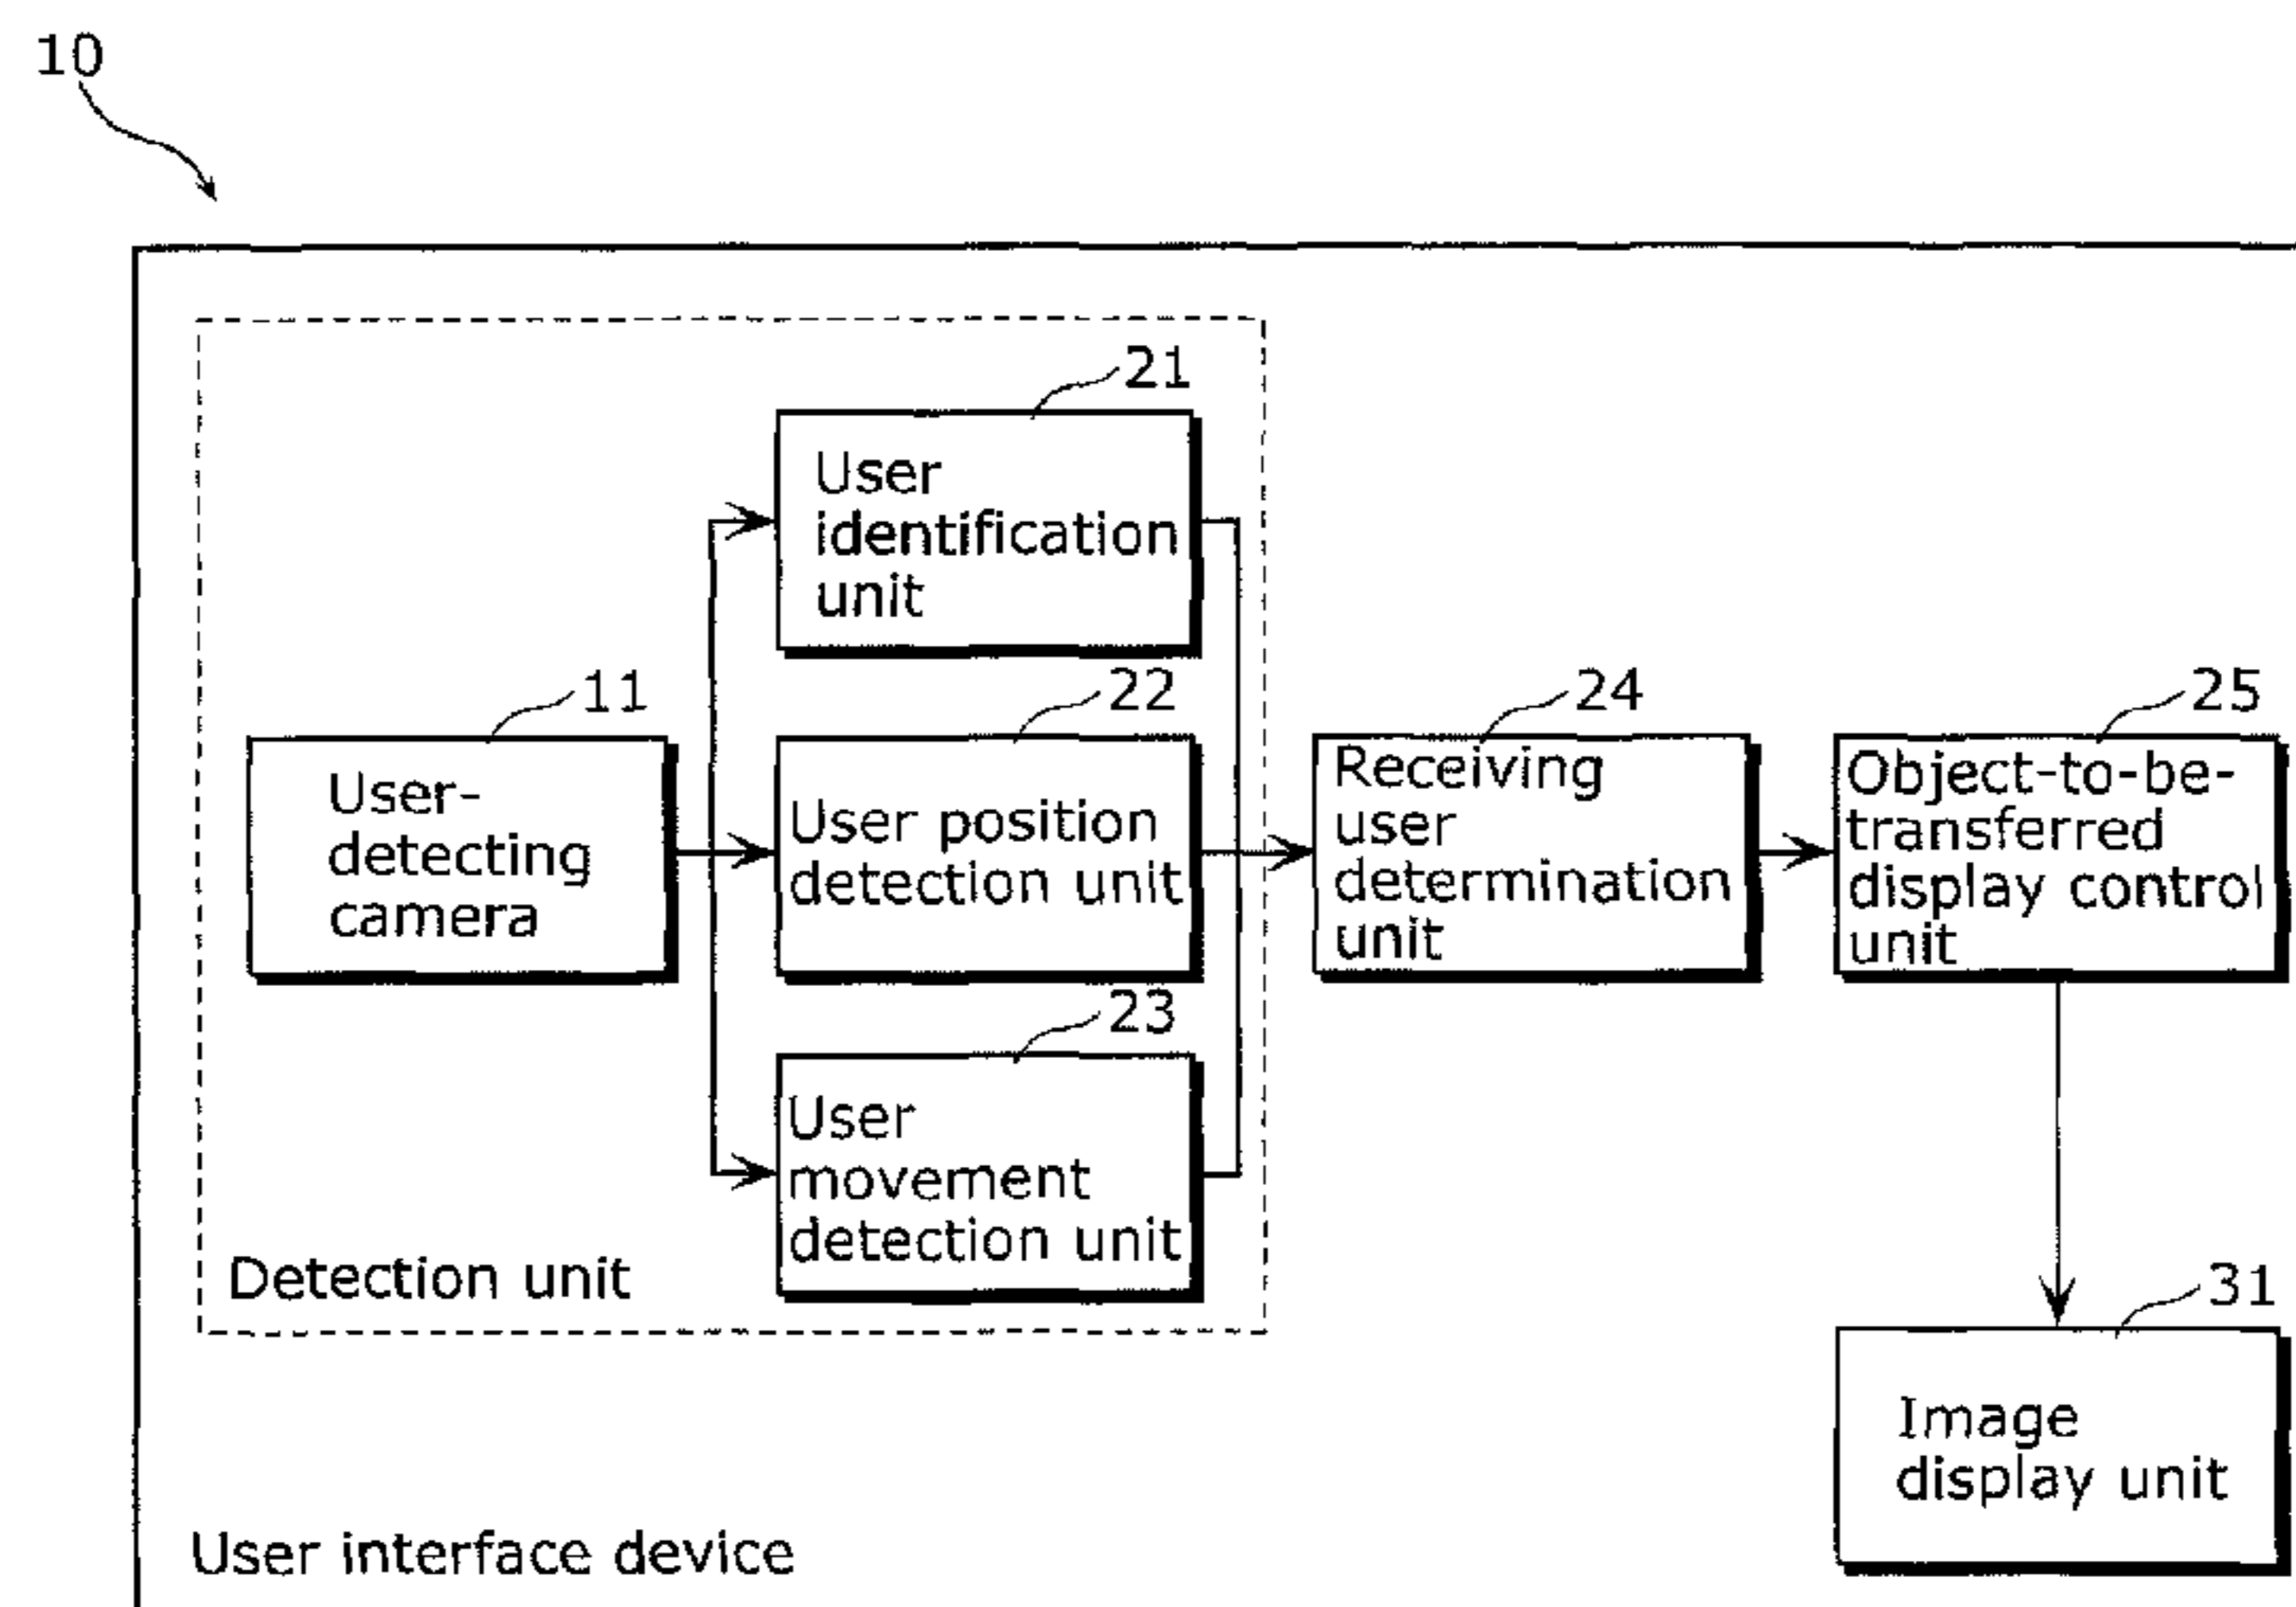 10
21
User
identification
unit
11
User-
detecting
camera
22
User position
detection unit
24
Receiving
user
determination
unit
25
Object-to-be-
transferred
display control
unit
23
User
movement
detection unit
Detection unit
31
Image
display unit
User interface device